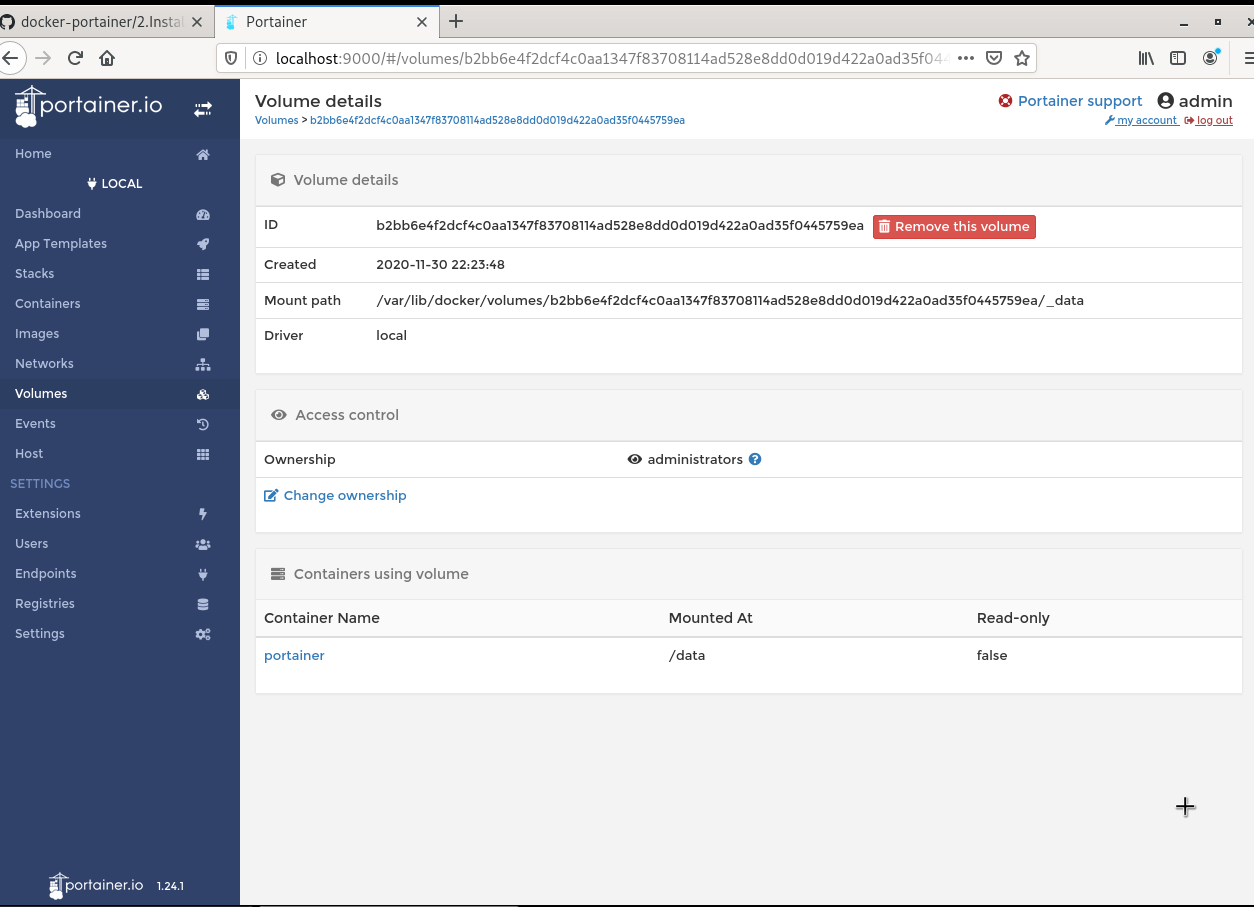 docker-portainer/2.Instal
Portainer
localhost:9000/#/volumes/b2bb6e4f2dcf4c0aa1347f83708114ad528e8dd0d019d422a0ad35f044
portainer.io
Volume details
Portainer support
admin
Volumes > b2bb6e4f2dcf4c0aa1347f83708114ad528e8dd0d019d422a0ad35f0445759ea
my account
log out
Home
LOCAL
Dashboard
App Templates
Stacks
Containers
Images
Networks
Volumes
Events
Host
SETTINGS
Extensions
Users
Endpoints
Registries
Settings
portainer.io 1.24.1
Volume details
ID b2bb6e4f2dcf4c0aa1347f83708114ad528e8dd0d019d422a0ad35f0445759ea Remove this volume
Created 2020-11-30 22:23:48
Mount path /var/lib/docker/volumes/b2bb6e4f2dcf4c0aa1347f83708114ad528e8dd0d019d422a0ad35f0445759ea/_data
Driver local
Access control
Ownership administrators
Change ownership
Containers using volume
Container Name Mounted At Read-only
portainer /data false